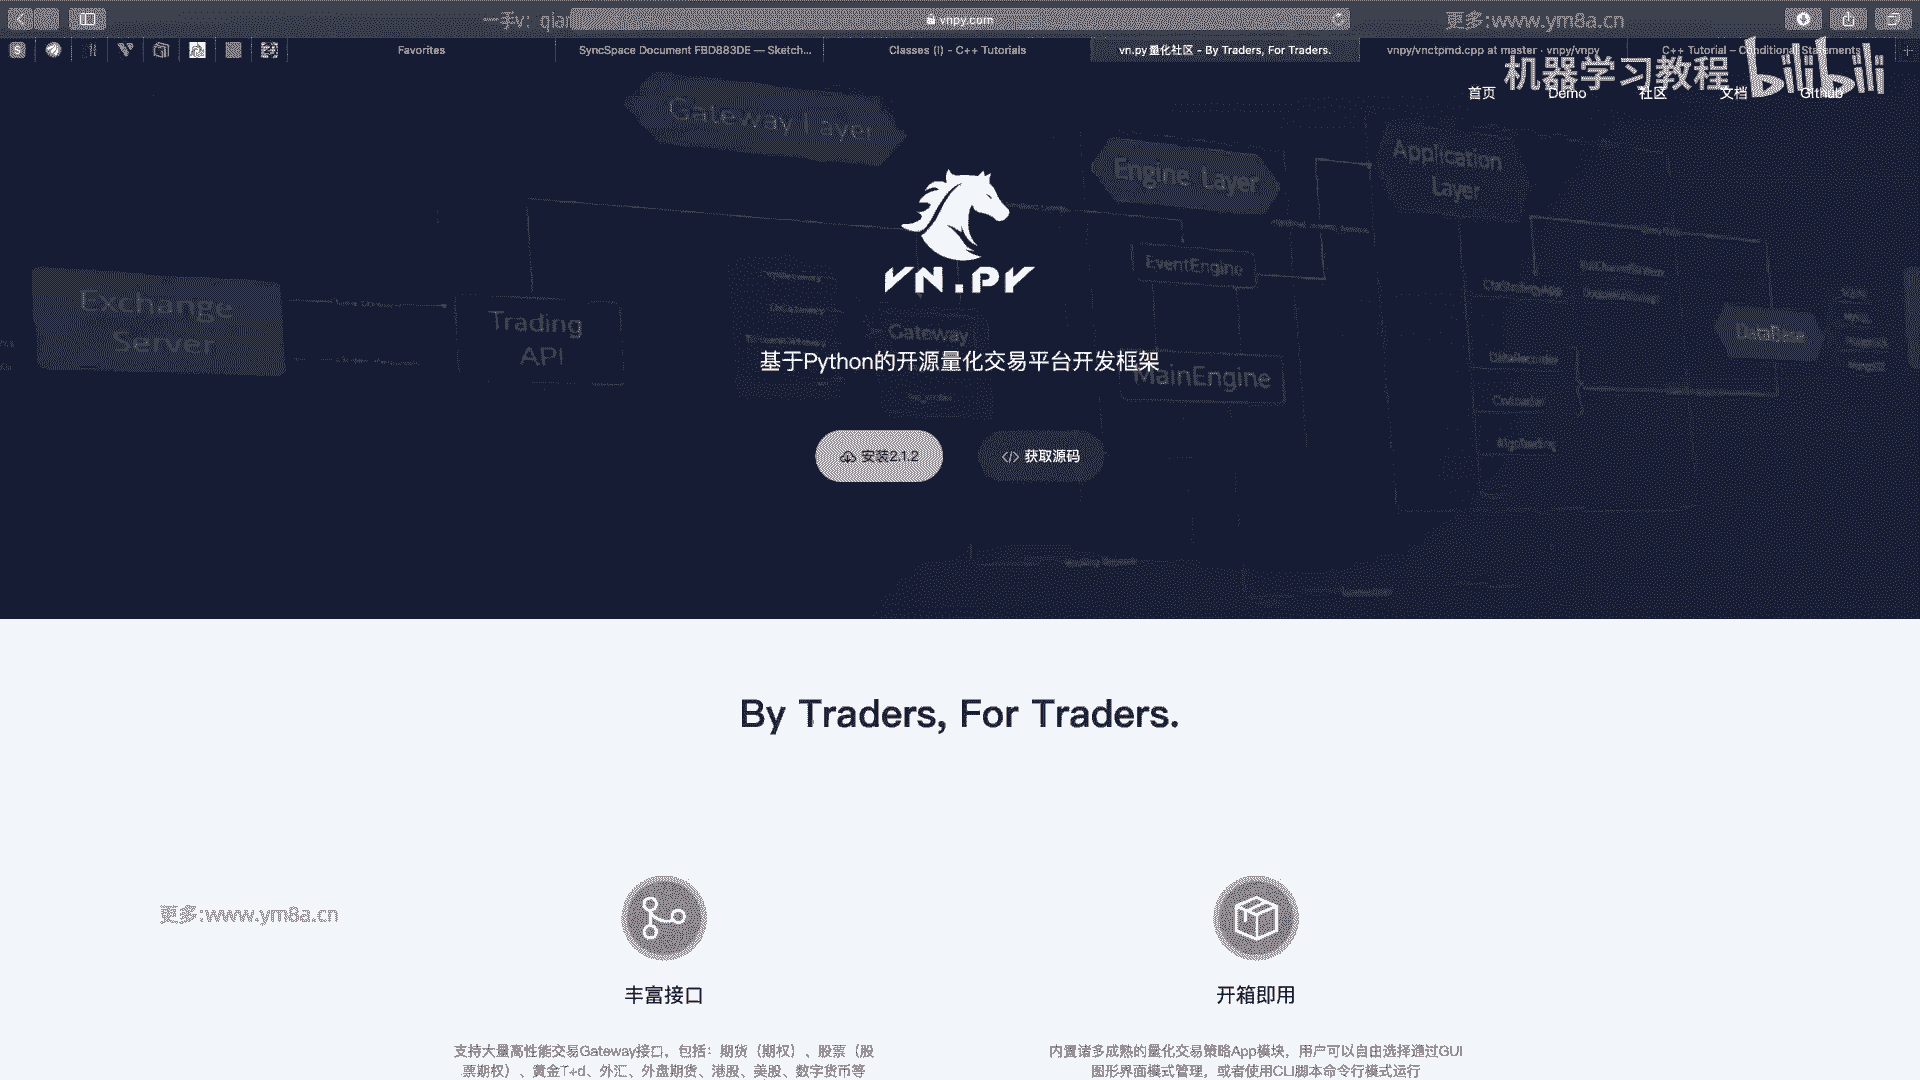 一手v：qian
vnpy.com
更多:www.ym8a.cn
Favorites
SyncSpace Document FBD883DE — Sketch...
Classes (I) - C++ Tutorials
vn.py量化社区 - By Traders, For Traders.
vnpy/vnctpmd.cpp at master · vnpy/vnpy
C++ Tutorial – Conditional Statements
机器学习教程 bilibili
首页
Demo
社区
文档
Github
Gateway Layer
Engine Layer
Application
Layer
EventEngine
Exchange
Server
Trading
API
Gateway
MainEngine
DataBase
VN.PY
基于Python的开源量化交易平台开发框架
安装2.1.2
获取源码
By Traders, For Traders.
更多:www.ym8a.cn
丰富接口
支持大量高性能交易Gateway接口，包括：期货（期权）、股票（股
票期权）、黄金T+d、外汇、外盘期货、港股、美股、数字货币等
开箱即用
内置诸多成熟的量化交易策略App模块，用户可以自由选择通过GUI
图形界面模式管理，或者使用CLI脚本命令行模式运行